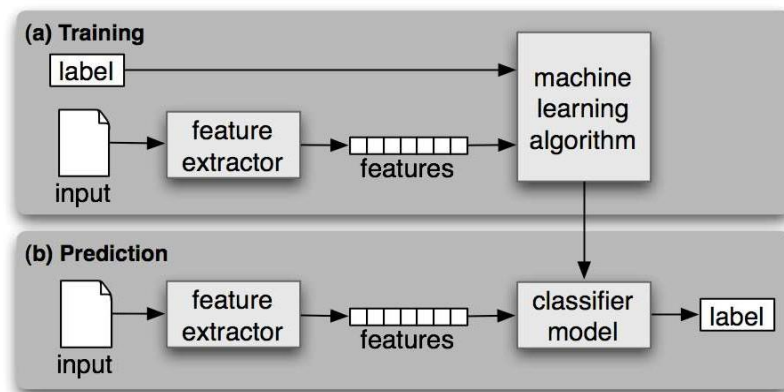 (a) Training
label
machine
learning
algorithm
feature
extractor
features
input
(b) Prediction
feature
extractor
features
classifier
model
label
input